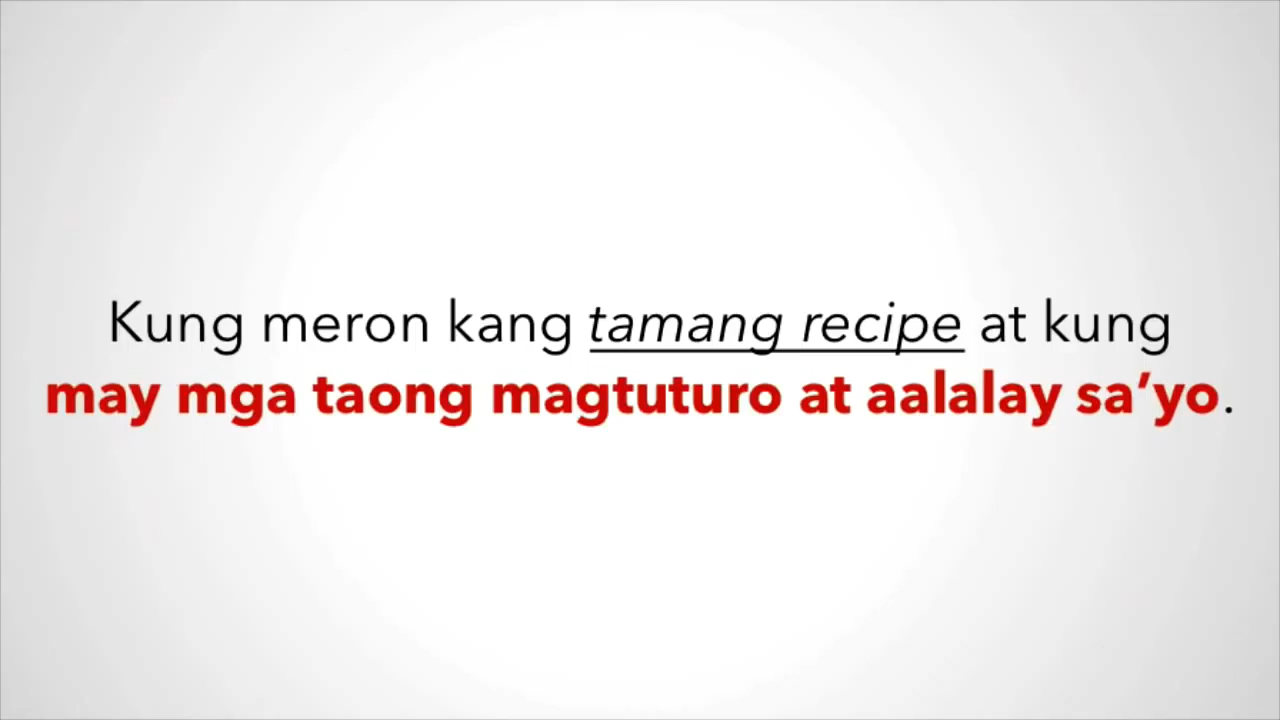 Kung meron kang tamang recipe at kung
may mga taong magtuturo at aalalay sa’yo.